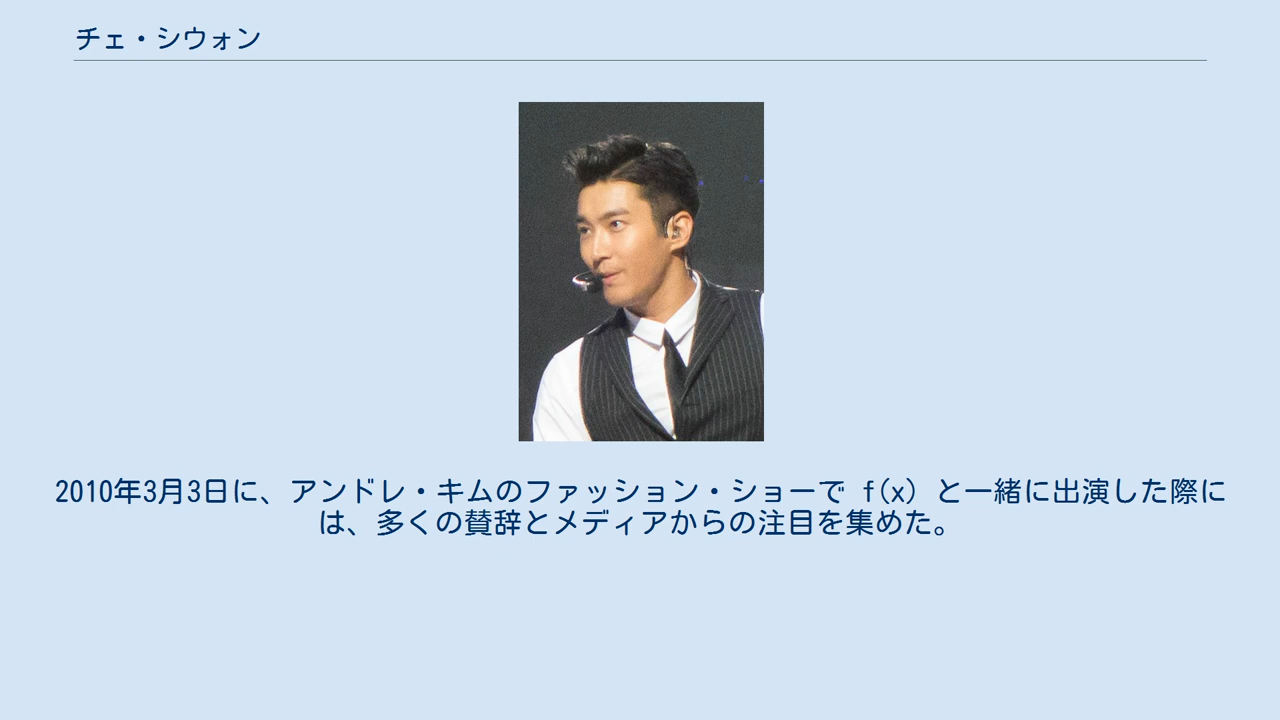 チェ・シウォン
2010年3月3日に、アンドレ・キムのファッション・ショーで f(x) と一緒に出演した際に
は、多くの賛辞とメディアからの注目を集めた。